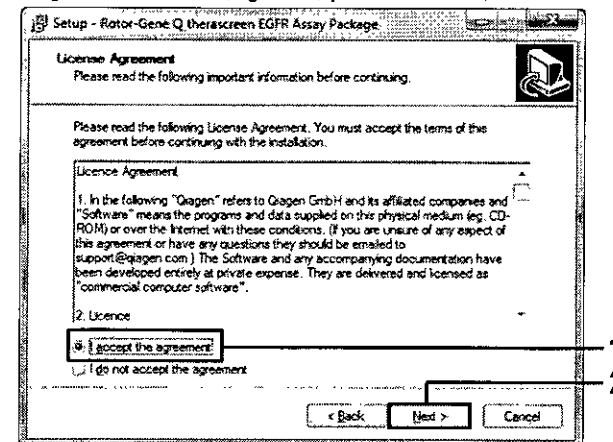 Setup - Rotor-Gene Q therascreen EGFR Assay Package
License Agreement
Please read the following important information before continuing.
Please read the following License Agreement. You must accept the terms of this
agreement before continuing with the installation.
Licence Agreement
1. In the following "Qiagen" refers to Qiagen GmbH and its affiliated companies and
"Software" means the programs and data supplied on this physical medium (eg. CD-
ROM) or over the Internet with these conditions. (If you are unsure of any aspect of
this agreement or have any questions they should be emailed to
support@qiagen.com ) The Software and any accompanying documentation have
been developed entirely at private expense. They are delivered and licensed as
"commercial computer software".
2. Licence
I accept the agreement
I do not accept the agreement
< Back
Next >
Cancel